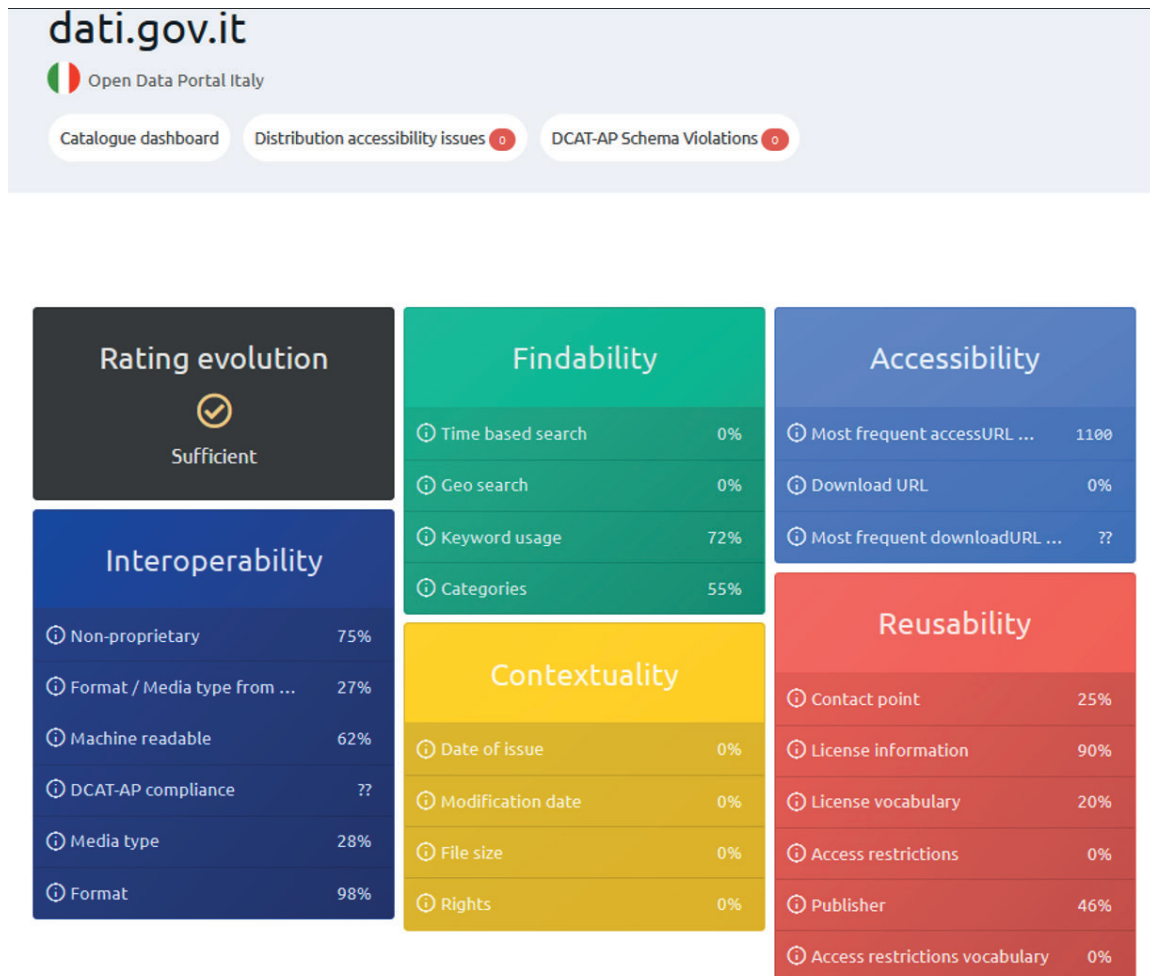 dati.gov.it
Open Data Portal Italy
Catalogue dashboard
Distribution accessibility issues 0
DCAT-AP Schema Violations 0
Rating evolution
Sufficient
Interoperability
Non-proprietary 75%
Format / Media type from ... 27%
Machine readable 62%
DCAT-AP compliance ??
Media type 28%
Format 98%
Findability
Time based search 0%
Geo search 0%
Keyword usage 72%
Categories 55%
Contextuality
Date of issue 0%
Modification date 0%
File size 0%
Rights 0%
Accessibility
Most frequent accessURL ... 1100
Download URL 0%
Most frequent downloadURL ... ??
Reusability
Contact point 25%
License information 90%
License vocabulary 20%
Access restrictions 0%
Publisher 46%
Access restrictions vocabulary 0%